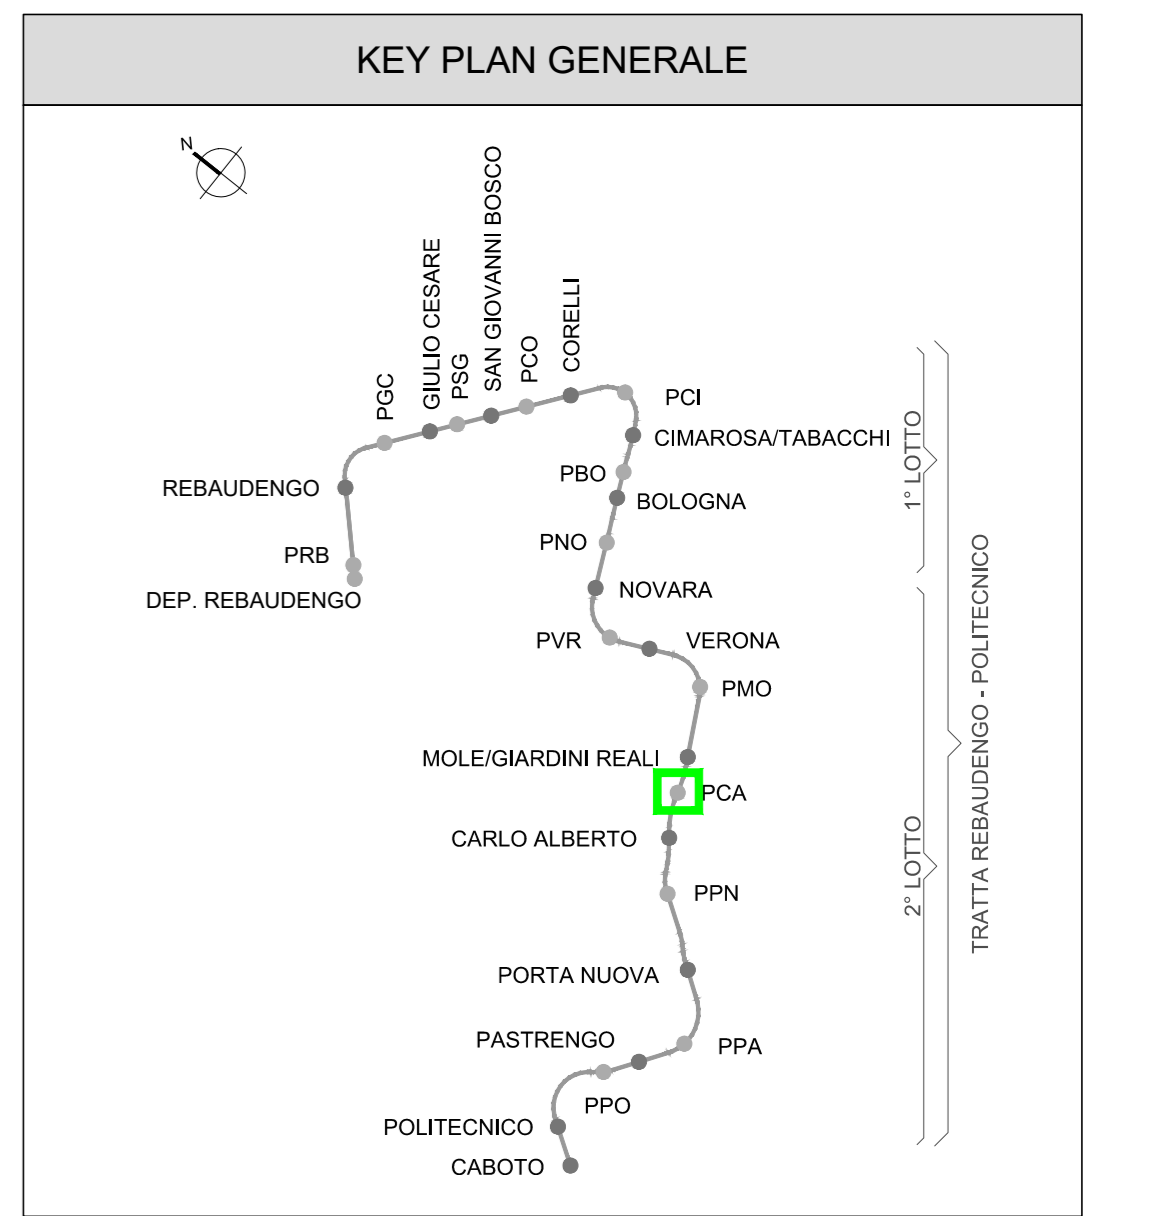 KEY PLAN GENERALE
N
PGC
GIULIO CESARE
PSG
SAN GIOVANNI BOSCO
PCO
CORELLI
PCI
CIMAROSA/TABACCHI
PBO
BOLOGNA
REBAUDENGO
PNO
PRB
DEP. REBAUDENGO
NOVARA
PVR
VERONA
PMO
MOLE/GIARDINI REALI
PCA
CARLO ALBERTO
PPN
PORTA NUOVA
PASTRENGO
PPA
PPO
POLITECNICO
CABOTO
1° LOTTO
2° LOTTO
TRATTA REBAUDENGO - POLITECNICO